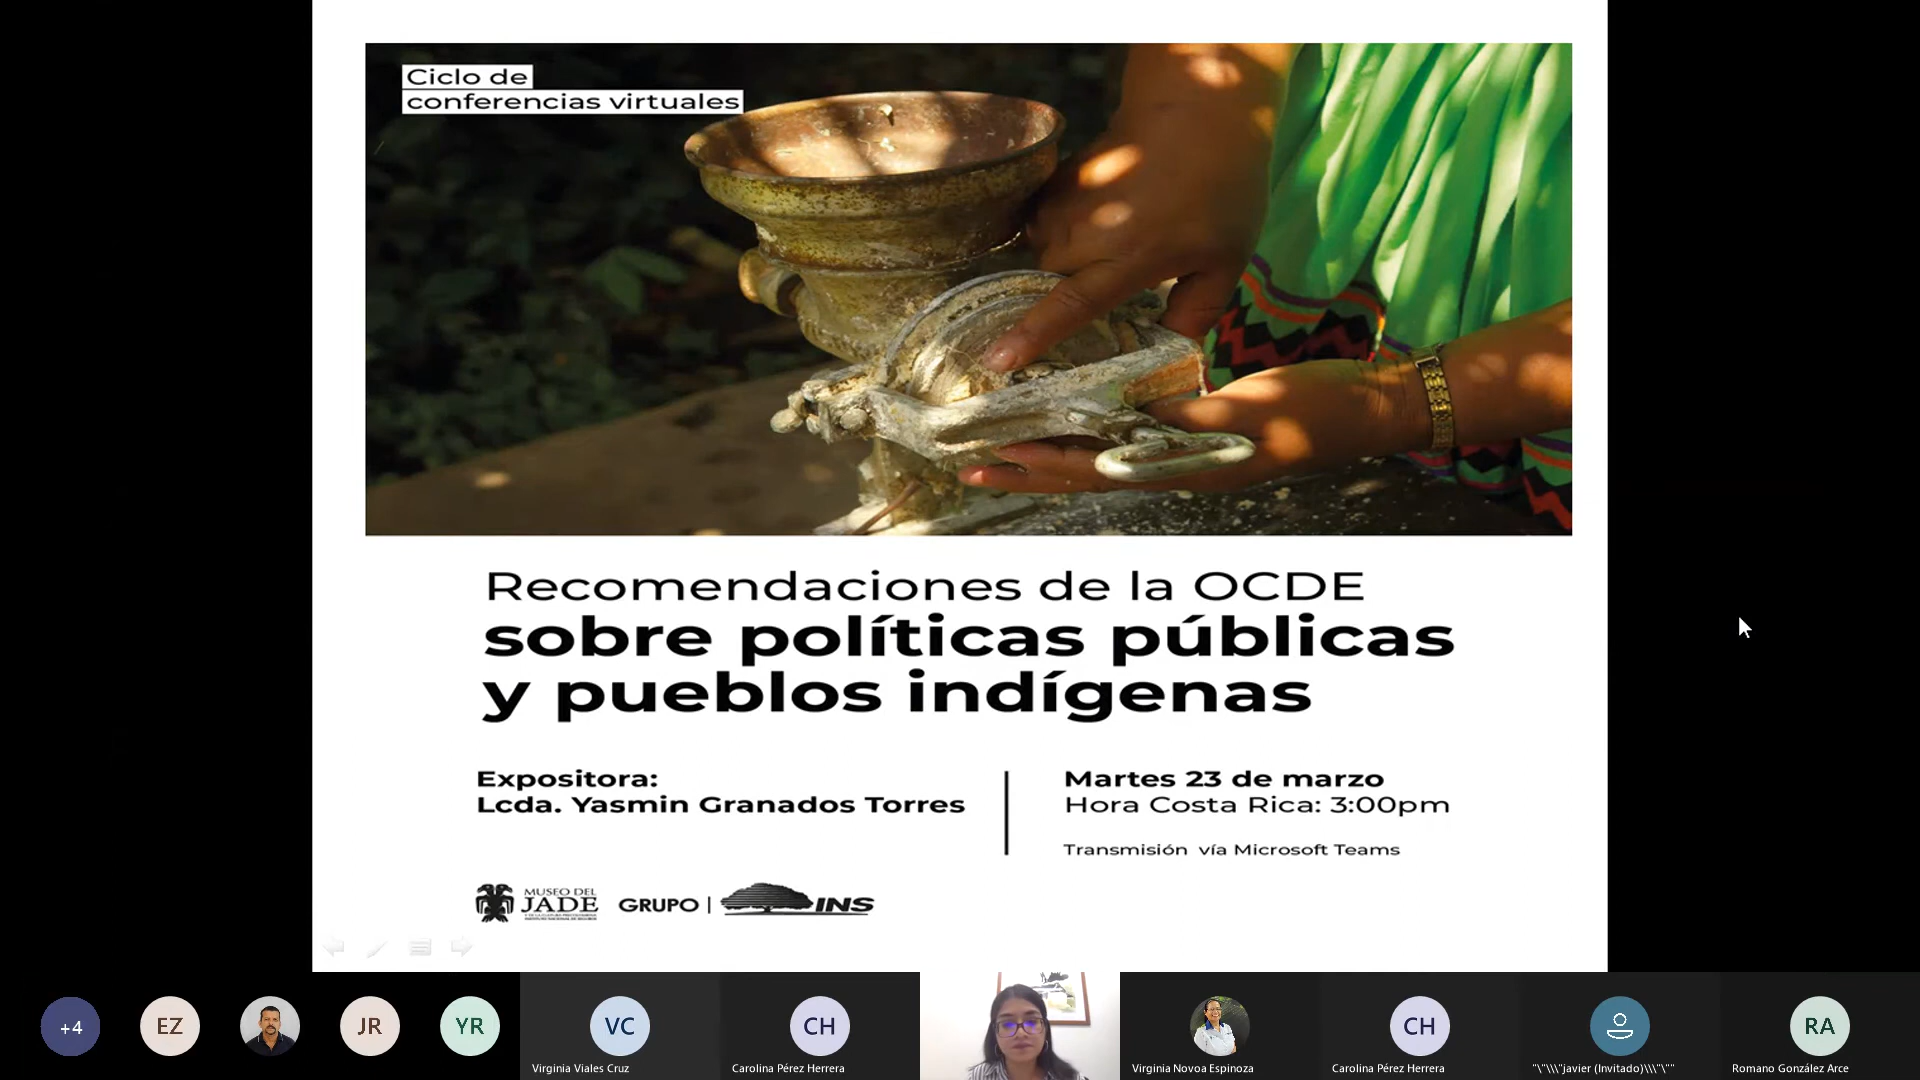 Ciclo de
conferencias virtuales
Recomendaciones de la OCDE
sobre políticas públicas
y pueblos indígenas
Expositora:
Lcda. Yasmin Granados Torres
Martes 23 de marzo
Hora Costa Rica: 3:00pm
Transmisión vía Microsoft Teams
MUSEO DEL
JADE
GRUPO | INS
+4
EZ
JR
YR
VC
CH
CH
RA
Virginia Viales Cruz
Carolina Pérez Herrera
Virginia Novoa Espinoza
Carolina Pérez Herrera
"\"\\\"javier (Invitado)\\\"\""
Romano González Arce